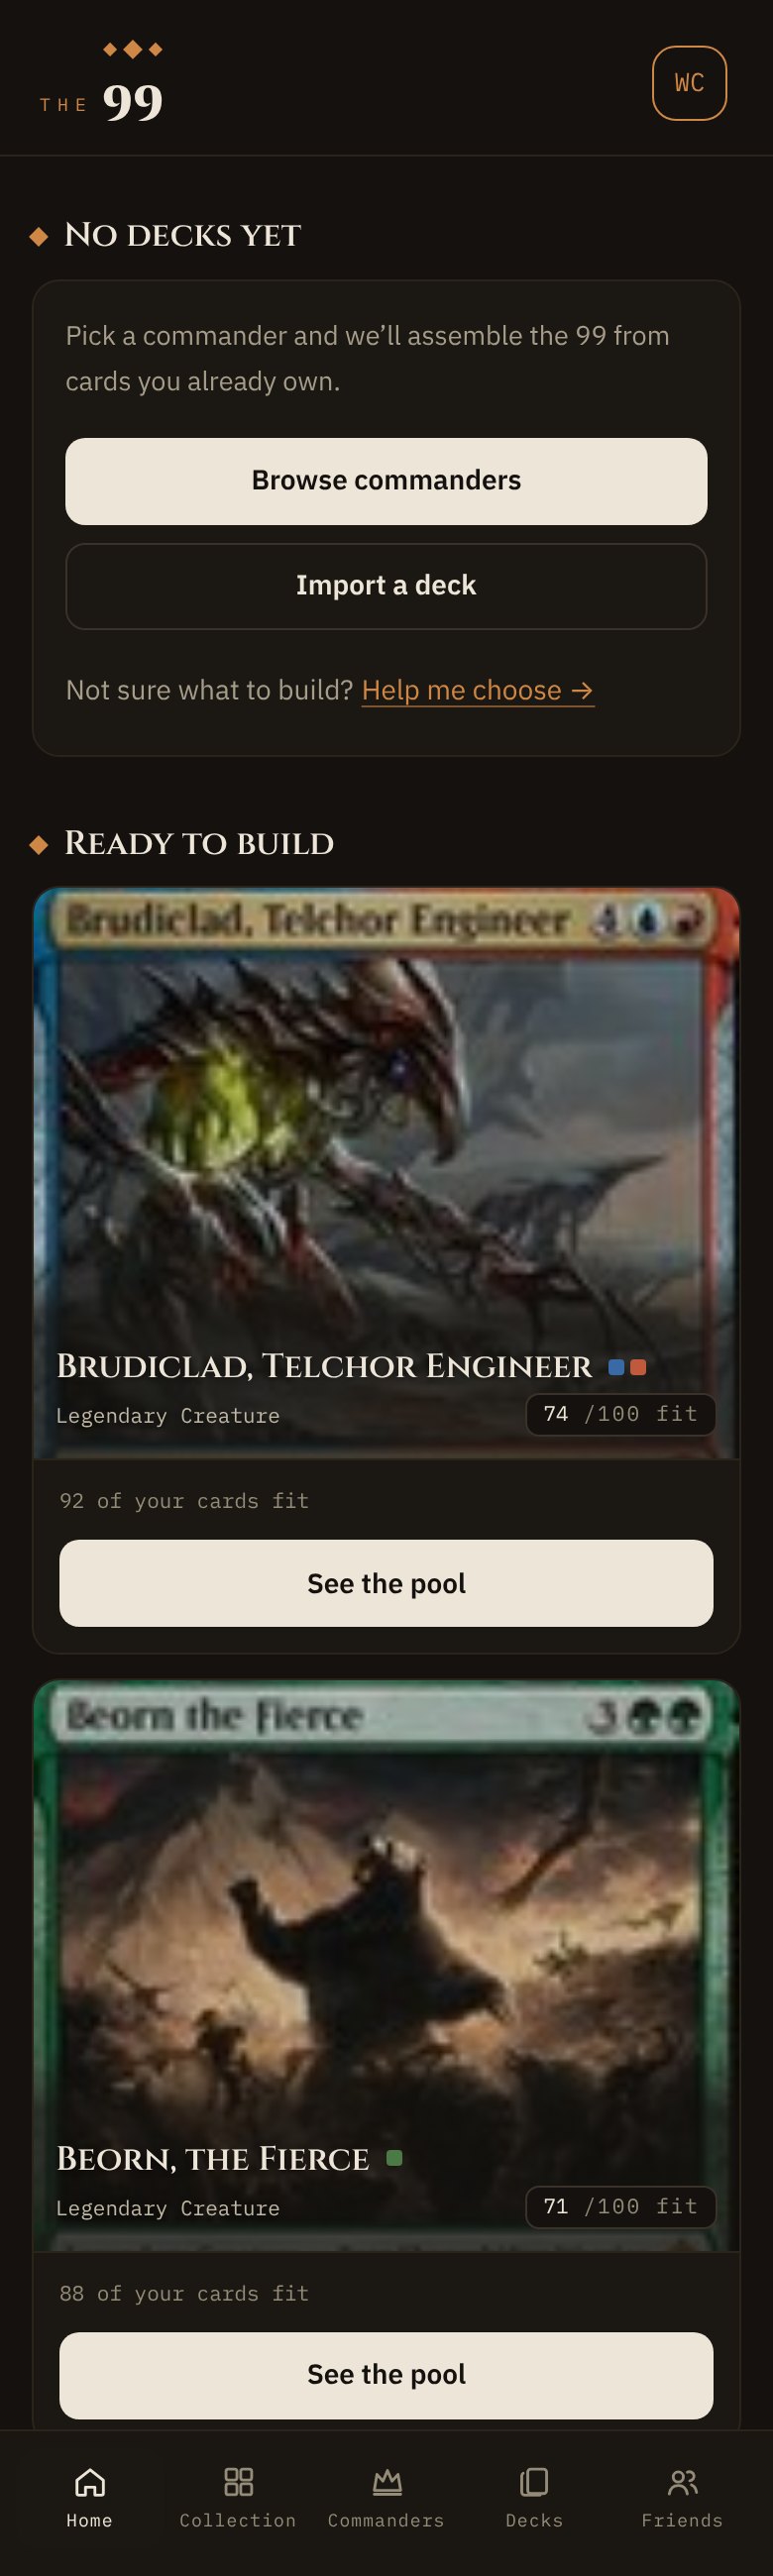 THE 99
WC
No decks yet
Pick a commander and we’ll assemble the 99 from
cards you already own.
Browse commanders
Import a deck
Not sure what to build? Help me choose →
Ready to build
Brudiclad, Telchor Engineer 4
Brudiclad, Telchor Engineer
Legendary Creature
74 /100 fit
92 of your cards fit
See the pool
Beorn the Fierce 3
Beorn, the Fierce
Legendary Creature
71 /100 fit
88 of your cards fit
See the pool
Home
Collection
Commanders
Decks
Friends